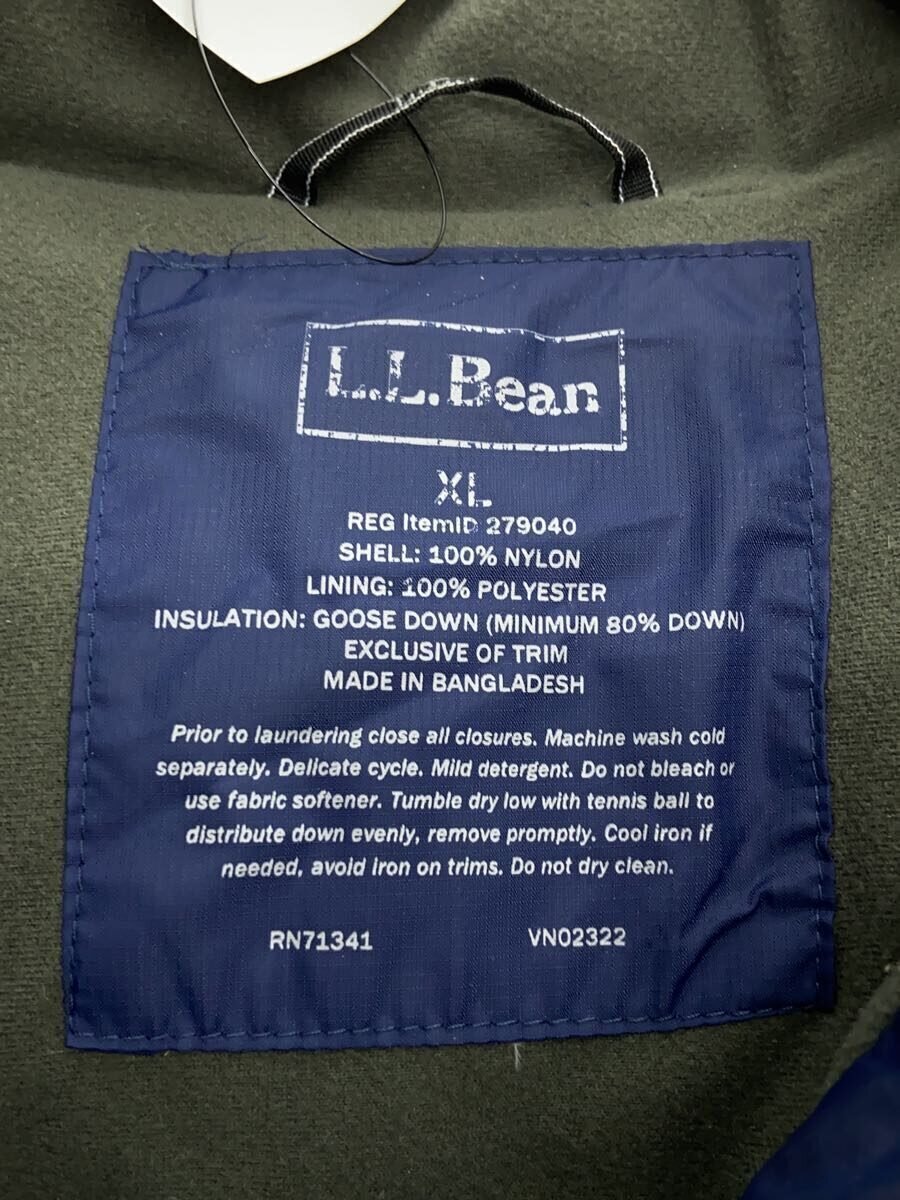 L.L.Bean
XL
REG ItemID 279040
SHELL: 100% NYLON
LINING: 100% POLYESTER
INSULATION: GOOSE DOWN (MINIMUM 80% DOWN)
EXCLUSIVE OF TRIM
MADE IN BANGLADESH
Prior to laundering close all closures. Machine wash cold
separately. Delicate cycle. Mild detergent. Do not bleach or
use fabric softener. Tumble dry low with tennis ball to
distribute down evenly, remove promptly. Cool iron if
needed, avoid iron on trims. Do not dry clean.
RN71341 VN02322